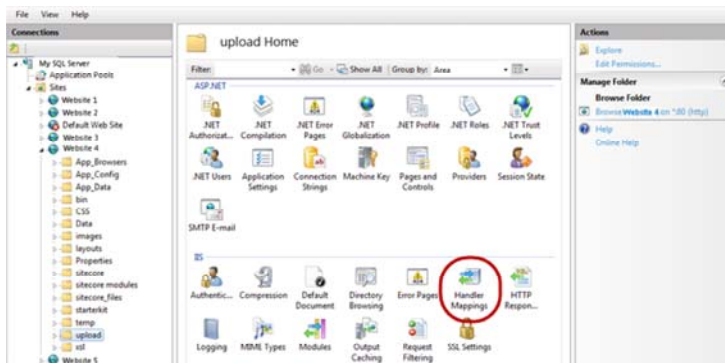 File View Help
Connections
My SQL Server
Application Pools
Sites
Website 1
Website 2
Default Web Site
Website 3
Website 4
App_Browsers
App_Config
App_Data
bin
CSS
Data
images
layouts
Properties
sitecore
sitecore modules
sitecore_files
starterkit
temp
upload
xsl
Website 5
upload Home
Filter: Go Show All Group by: Area
ASP.NET
.NET Authorizat...
.NET Compilation
.NET Error Pages
.NET Globalization
.NET Profile
.NET Roles
.NET Trust Levels
.NET Users
Application Settings
Connection Strings
Machine Key
Pages and Controls
Providers
Session State
SMTP E-mail
IIS
Authentic...
Compression
Default Document
Directory Browsing
Error Pages
Handler Mappings
HTTP Respon...
Logging
MIME Types
Modules
Output Caching
Request Filtering
SSL Settings
Actions
Explore
Edit Permissions...
Manage Folder
Browse Folder
Browse Website 4 on *:80 (http)
Help
Online Help